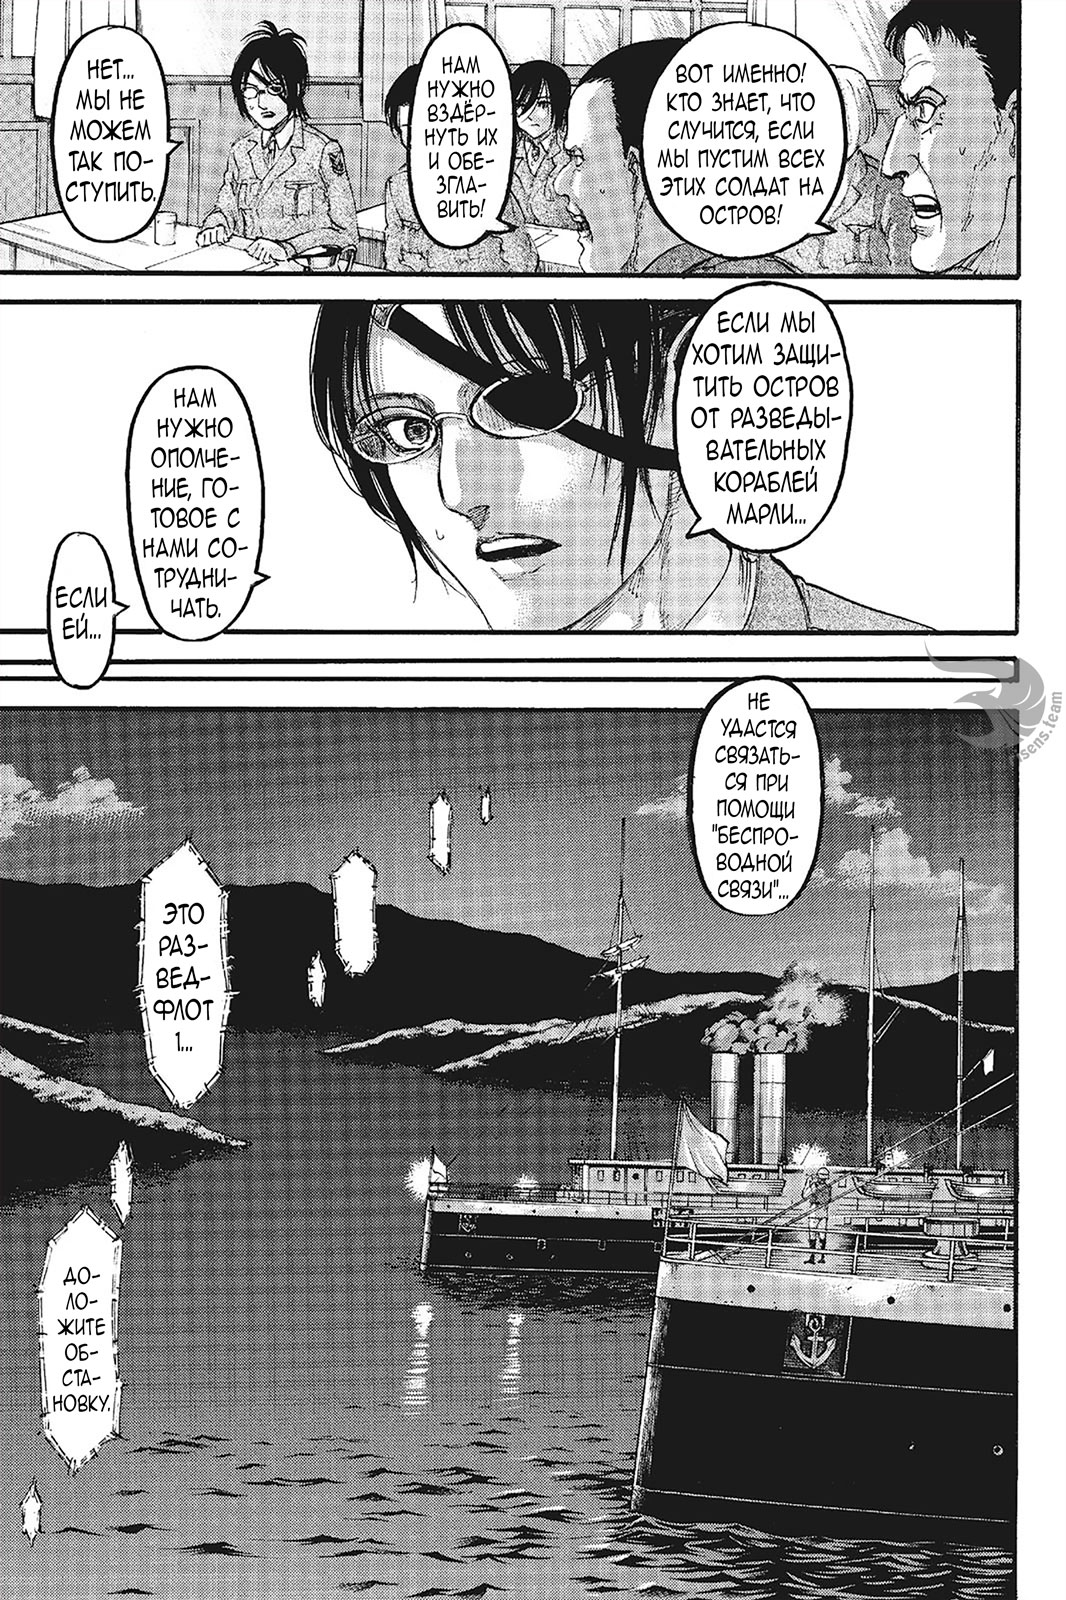 ВОТ ИМЕННО!
КТО ЗНАЕТ, ЧТО
СЛУЧИТСЯ, ЕСЛИ
МЫ ПУСТИМ ВСЕХ
ЭТИХ СОЛДАТ НА
ОСТРОВ!
НАМ
НУЖНО
ВЗДЁР-
НУТЬ ИХ
И ОБЕ-
ЗГЛА-
ВИТЬ!
НЕТ...
МЫ НЕ
МОЖЕМ
ТАК ПО-
СТУПИТЬ.
ЕСЛИ МЫ
ХОТИМ ЗАЩИ-
ТИТЬ ОСТРОВ
ОТ РАЗВЕДЫ-
ВАТЕЛЬНЫХ
КОРАБЛЕЙ
МАРЛИ...
НАМ
НУЖНО
ОПОЛЧЕ-
НИЕ, ГО-
ТОВОЕ С
НАМИ СО-
ТРУДНИ-
ЧАТЬ.
ЕСЛИ
ЕЙ...
НЕ
УДАСТСЯ
СВЯЗАТЬ-
СЯ ПРИ
ПОМОЩИ
"БЕСПРО-
ВОДНОЙ
СВЯЗИ"...
ЭТО
РАЗ-
ВЕД-
ФЛОТ
1...
ДО-
ЛО-
ЖИТЕ
ОБ-
СТА-
НОВКУ.